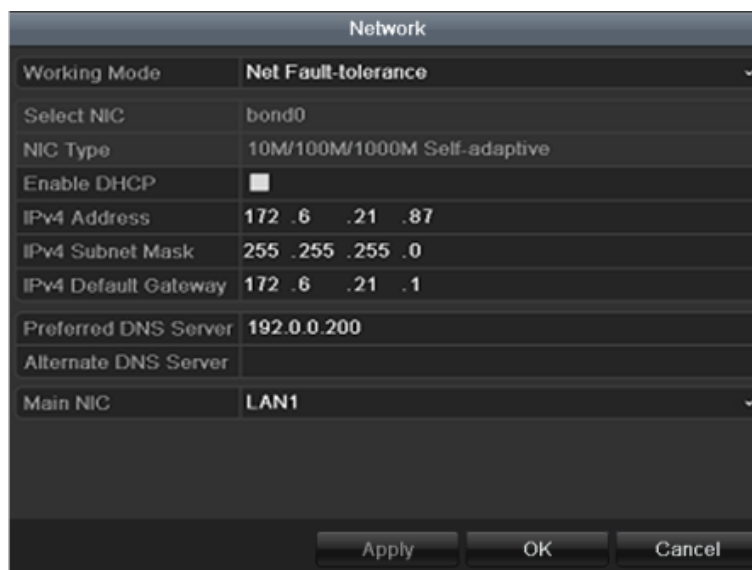 Network
Working Mode Net Fault-tolerance
Select NIC bond0
NIC Type 10M/100M/1000M Self-adaptive
Enable DHCP
IPv4 Address 172 .6 .21 .87
IPv4 Subnet Mask 255 .255 .255 .0
IPv4 Default Gateway 172 .6 .21 .1
Preferred DNS Server 192.0.0.200
Alternate DNS Server
Main NIC LAN1
Apply OK Cancel